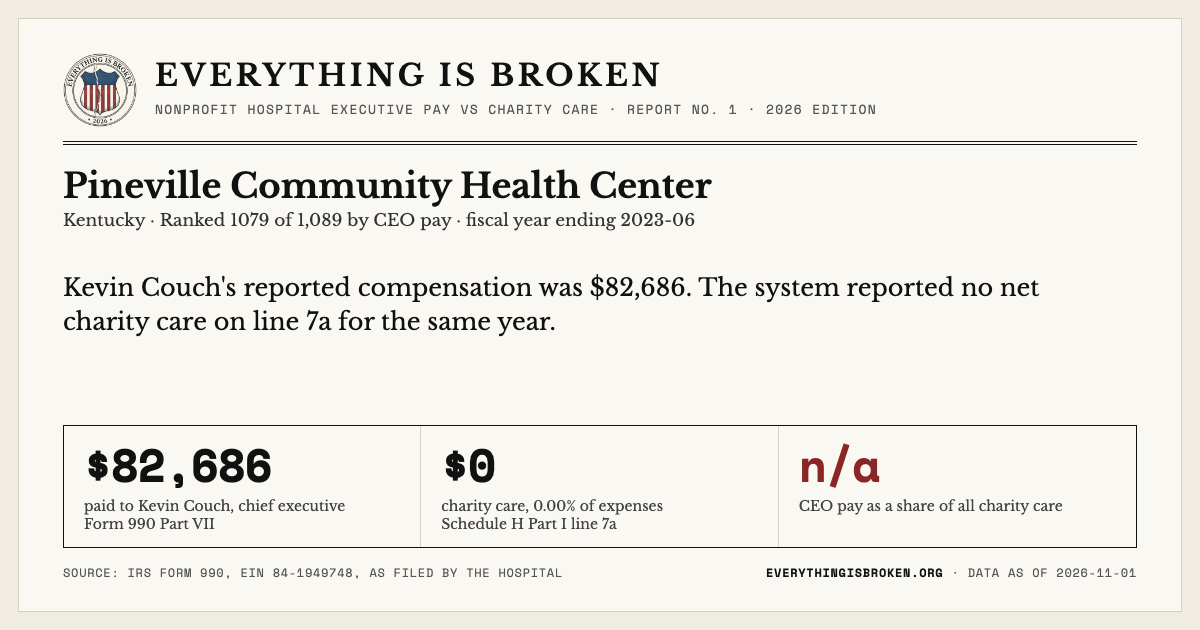 EVERYTHING IS BROKEN
2026
EVERYTHING IS BROKEN
NONPROFIT HOSPITAL EXECUTIVE PAY VS CHARITY CARE · REPORT NO. 1 · 2026 EDITION
Pineville Community Health Center
Kentucky · Ranked 1079 of 1,089 by CEO pay · fiscal year ending 2023-06
Kevin Couch's reported compensation was $82,686. The system reported no net
charity care on line 7a for the same year.
$82,686
paid to Kevin Couch, chief executive
Form 990 Part VII
$0
charity care, 0.00% of expenses
Schedule H Part I line 7a
n/a
CEO pay as a share of all charity care
SOURCE: IRS FORM 990, EIN 84-1949748, AS FILED BY THE HOSPITAL
EVERYTHINGISBROKEN.ORG · DATA AS OF 2026-11-01